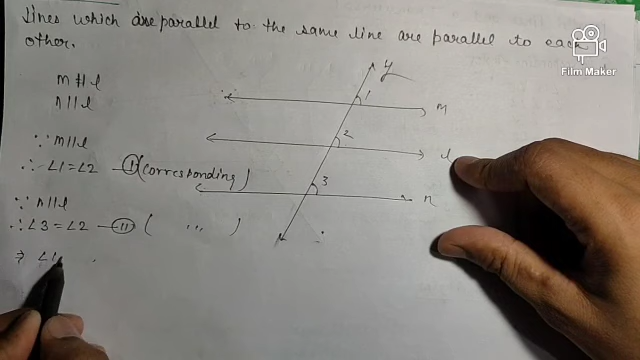 Lines which are parallel to the same line are parallel to each
other.
m ∦ l
n || l
∵ m || l
∴ ∠1 = ∠2 — Ⓘ (corresponding)
∵ n || l
∴ ∠3 = ∠2 — (II) ( ,,, )
⇒ ∠1
y
1
m
2
l
3
n
Film Maker